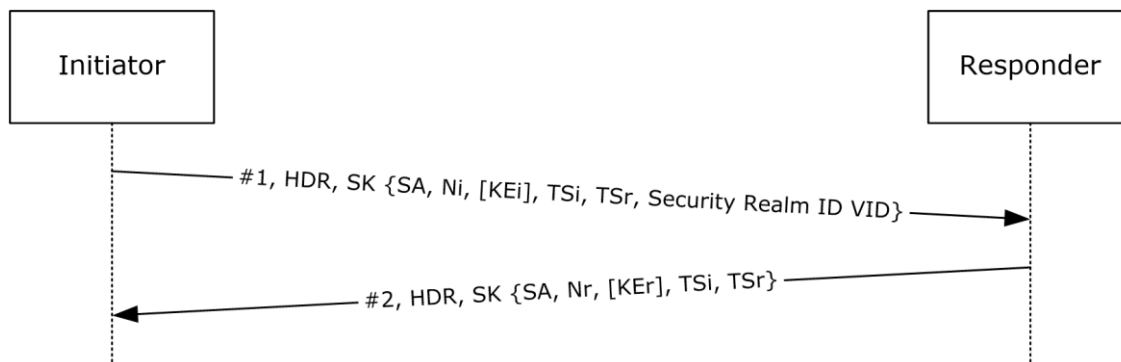 Initiator
Responder
#1, HDR, SK {SA, Ni, [KEi], TSi, TSr, Security Realm ID VID}
#2, HDR, SK {SA, Nr, [KEr], TSi, TSr}